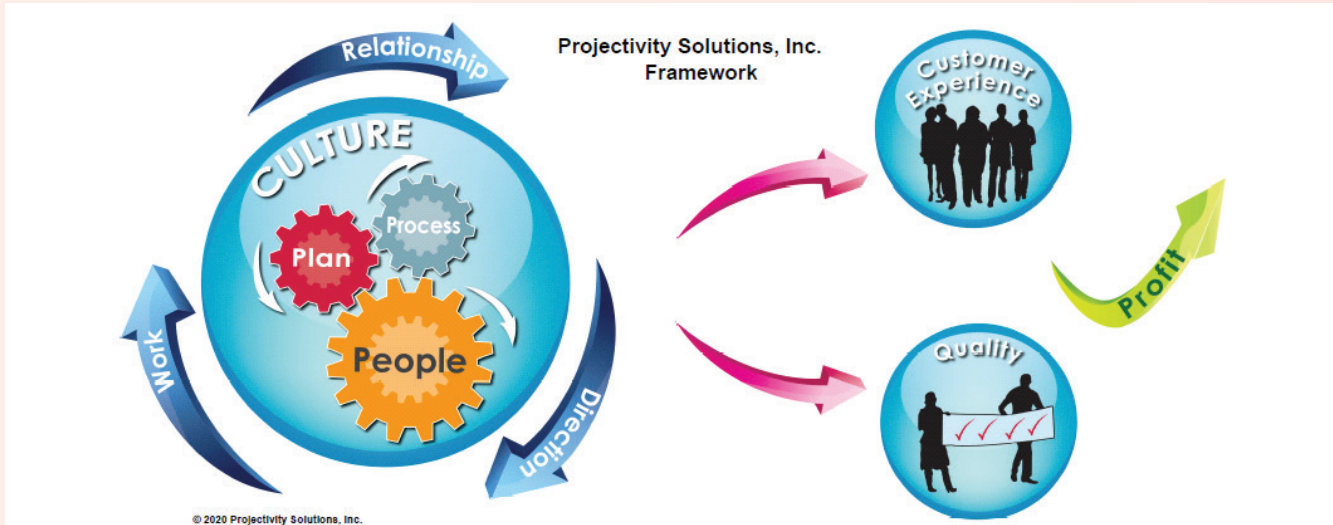 Projectivity Solutions, Inc.
Framework
Relationship
CULTURE
Process
Plan
People
Work
Direction
Customer
Experience
Quality
Profit
© 2020 Projectivity Solutions, Inc.